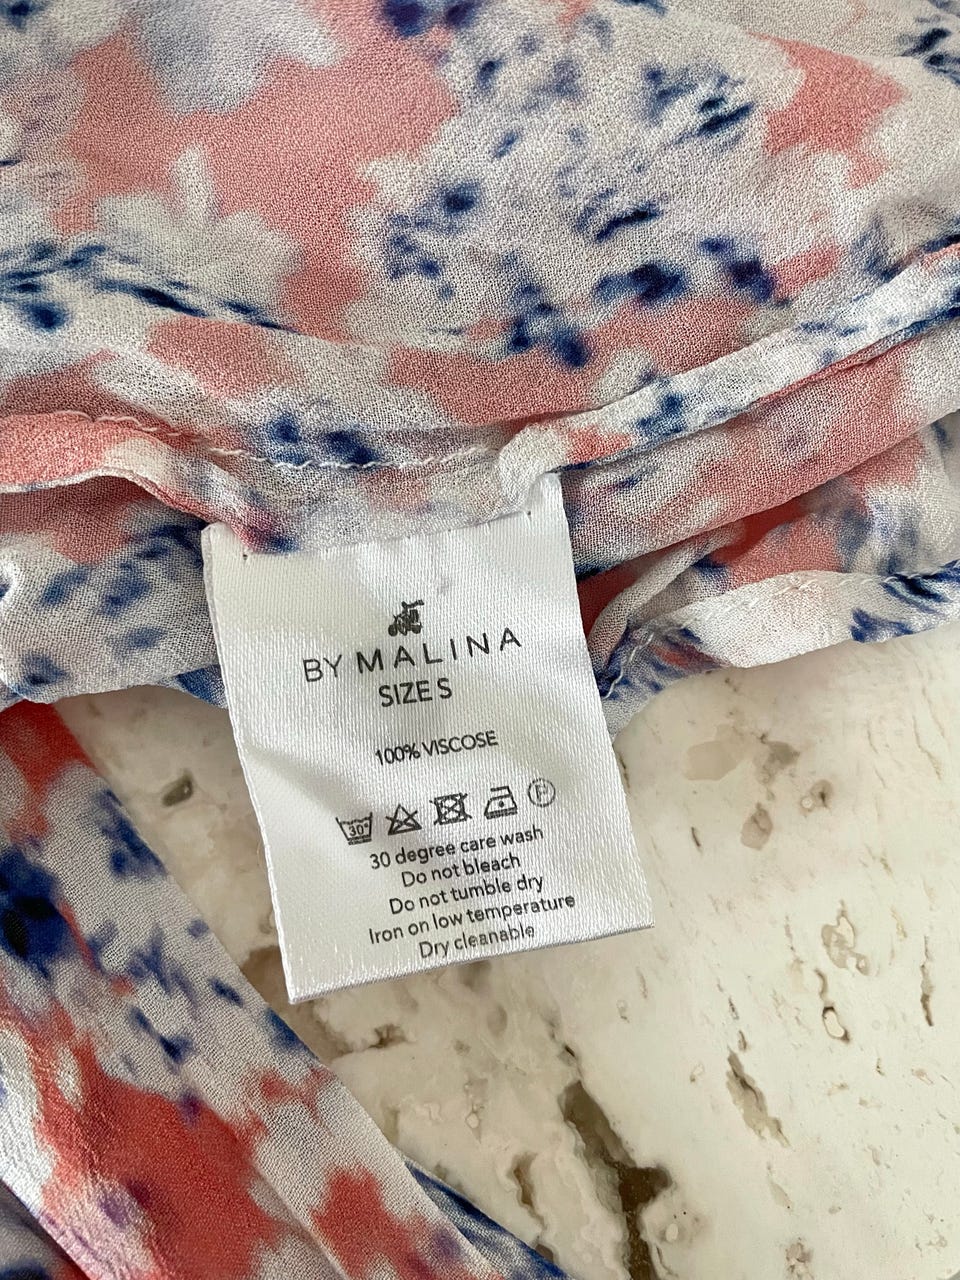 BY MALINA
SIZE S
100% VISCOSE
30° P
30 degree care wash
Do not bleach
Do not tumble dry
Iron on low temperature
Dry cleanable